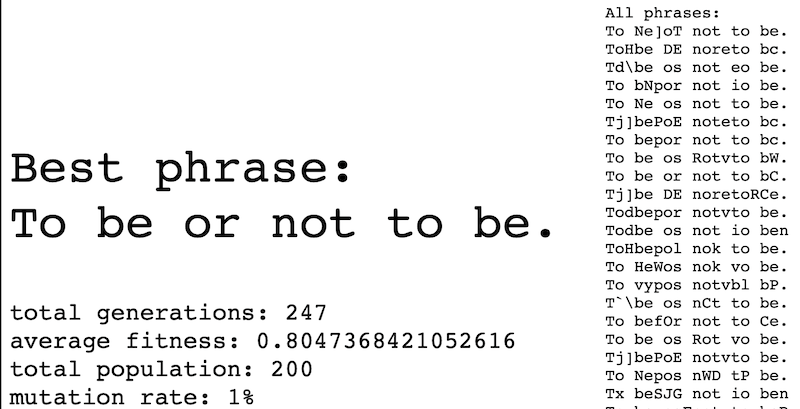 Best phrase:
To be or not to be.
total generations: 247
average fitness: 0.8047368421052616
total population: 200
mutation rate: 1%
All phrases:
To Ne]oT not to be.
ToHbe DE noreto bc.
Td\be os not eo be.
To bNpor not io be.
To Ne os not to be.
Tj]bePoE noteto bc.
To bepor not to bc.
To be os Rotvto bW.
To be or not to bC.
Tj]be DE noretoRCe.
Todbepor notvto be.
Todbe os not io ben
ToHbepol nok to be.
To HeWos nok vo be.
To vypos notvbl bP.
T`\be os nCt to be.
To befOr not to Ce.
To be os Rot vo be.
Tj]bePoE notvto be.
To Nepos nWD tP be.
Tx beSJG not io ben